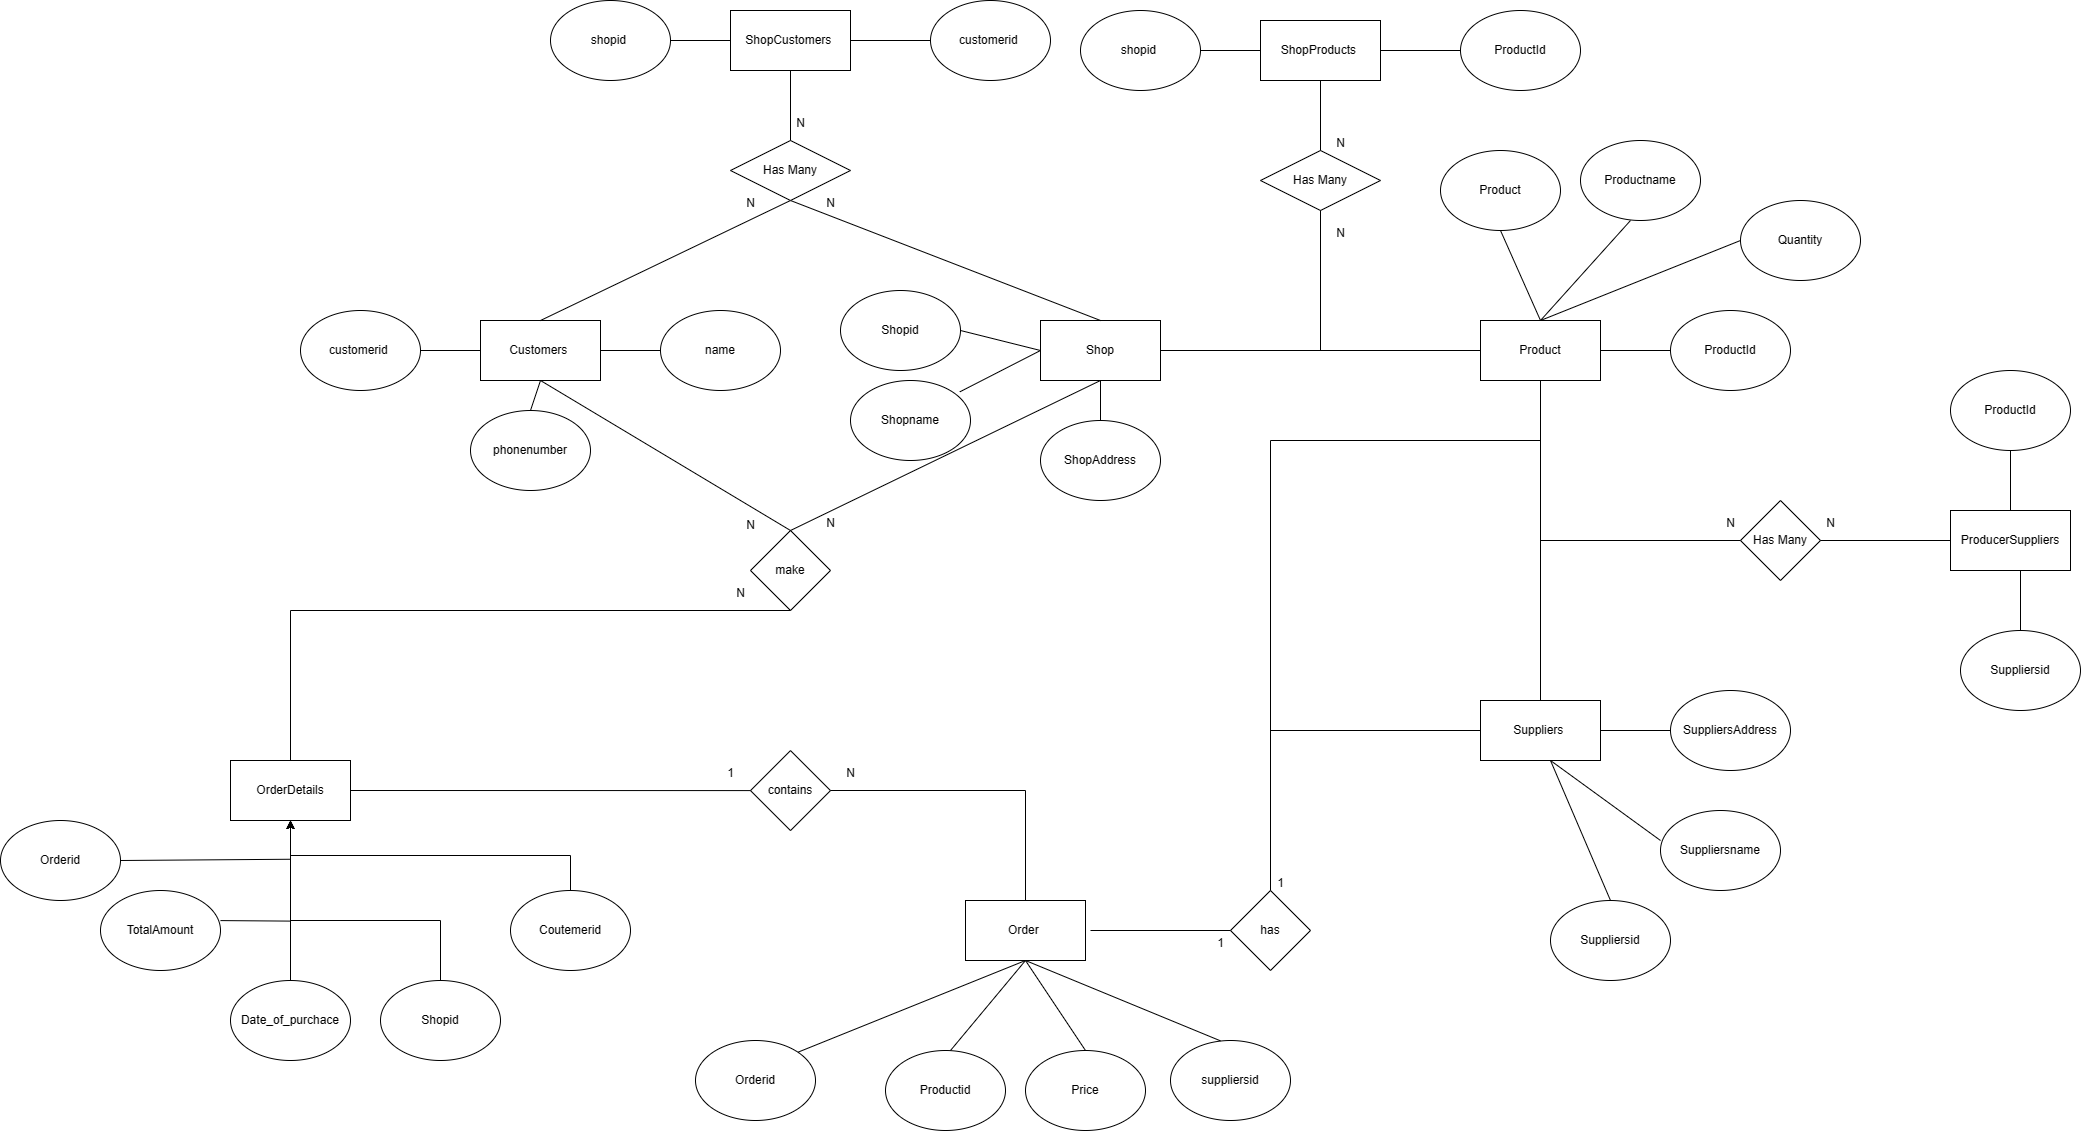 shopid
ShopCustomers
customerid
shopid
ShopProducts
ProductId
N
Has Many
N
N
N
Has Many
N
Product
Productname
Quantity
customerid
Customers
name
phonenumber
Shopid
Shopname
Shop
ShopAddress
Product
ProductId
ProductId
N
Has Many
N
ProducerSuppliers
Suppliersid
N
N
make
N
Suppliers
SuppliersAddress
Suppliersname
Suppliersid
OrderDetails
1
contains
N
Orderid
TotalAmount
Coutemerid
Date_of_purchace
Shopid
Order
1
1
has
Orderid
Productid
Price
suppliersid